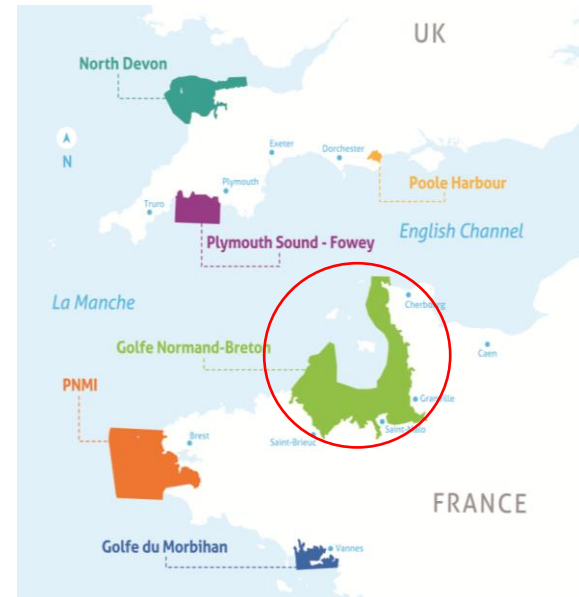 UK
North Devon
N
Exeter
Dorchester
Plymouth
Truro
Poole Harbour
Plymouth Sound - Fowey
English Channel
La Manche
Cherbourg
Golfe Normand-Breton
Caen
PNMI
Granville
Saint-Malo
Brest
Saint-Brieuc
FRANCE
Golfe du Morbihan
Vannes